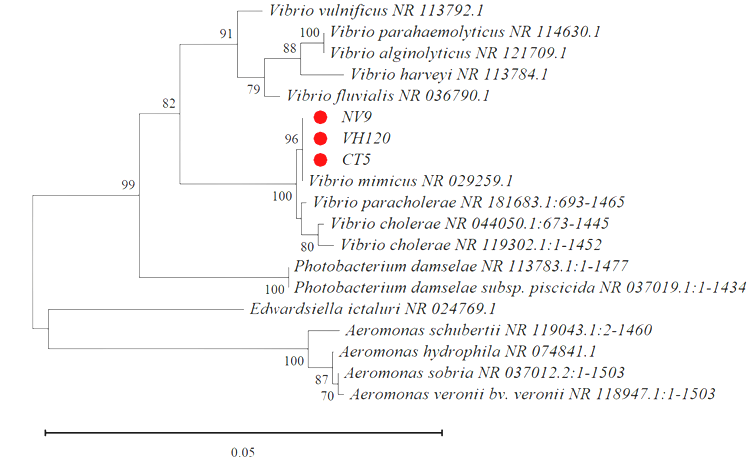 Vibrio vulnificus NR 113792.1
91
100 Vibrio parahaemolyticus NR 114630.1
88
Vibrio alginolyticus NR 121709.1
Vibrio harveyi NR 113784.1
79
Vibrio fluvialis NR 036790.1
82
NV9
96 VH120
CT5
99
Vibrio mimicus NR 029259.1
100
Vibrio paracholerae NR 181683.1:693-1465
Vibrio cholerae NR 044050.1:673-1445
80 Vibrio cholerae NR 119302.1:1-1452
Photobacterium damselae NR 113783.1:1-1477
100 Photobacterium damselae subsp. piscicida NR 037019.1:1-1434
Edwardsiella ictaluri NR 024769.1
Aeromonas schubertii NR 119043.1:2-1460
100 Aeromonas hydrophila NR 074841.1
87 Aeromonas sobria NR 037012.2:1-1503
70 Aeromonas veronii bv. veronii NR 118947.1:1-1503
0.05